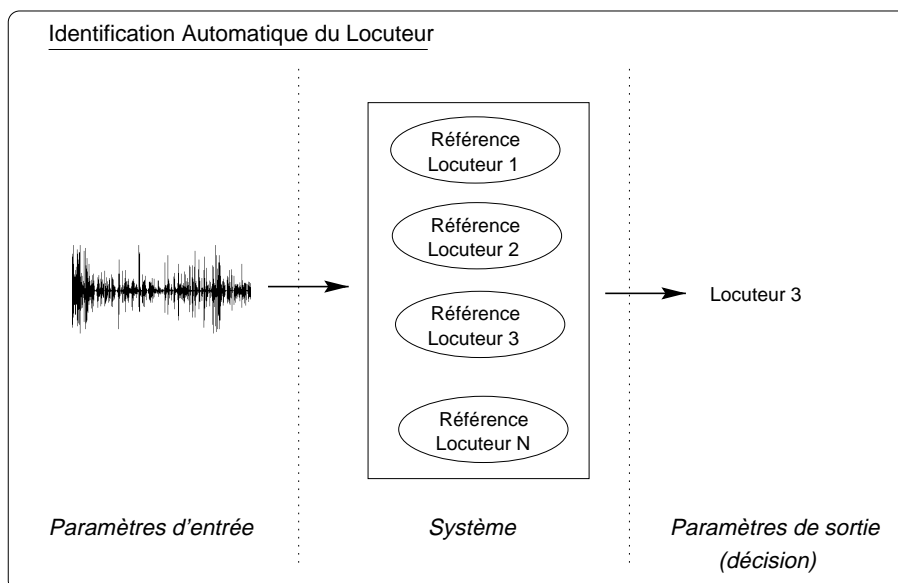 Identification Automatique du Locuteur
Référence
Locuteur 1
Référence
Locuteur 2
Référence
Locuteur 3
Référence
Locuteur N
Locuteur 3
Paramètres d'entrée
Système
Paramètres de sortie
(décision)